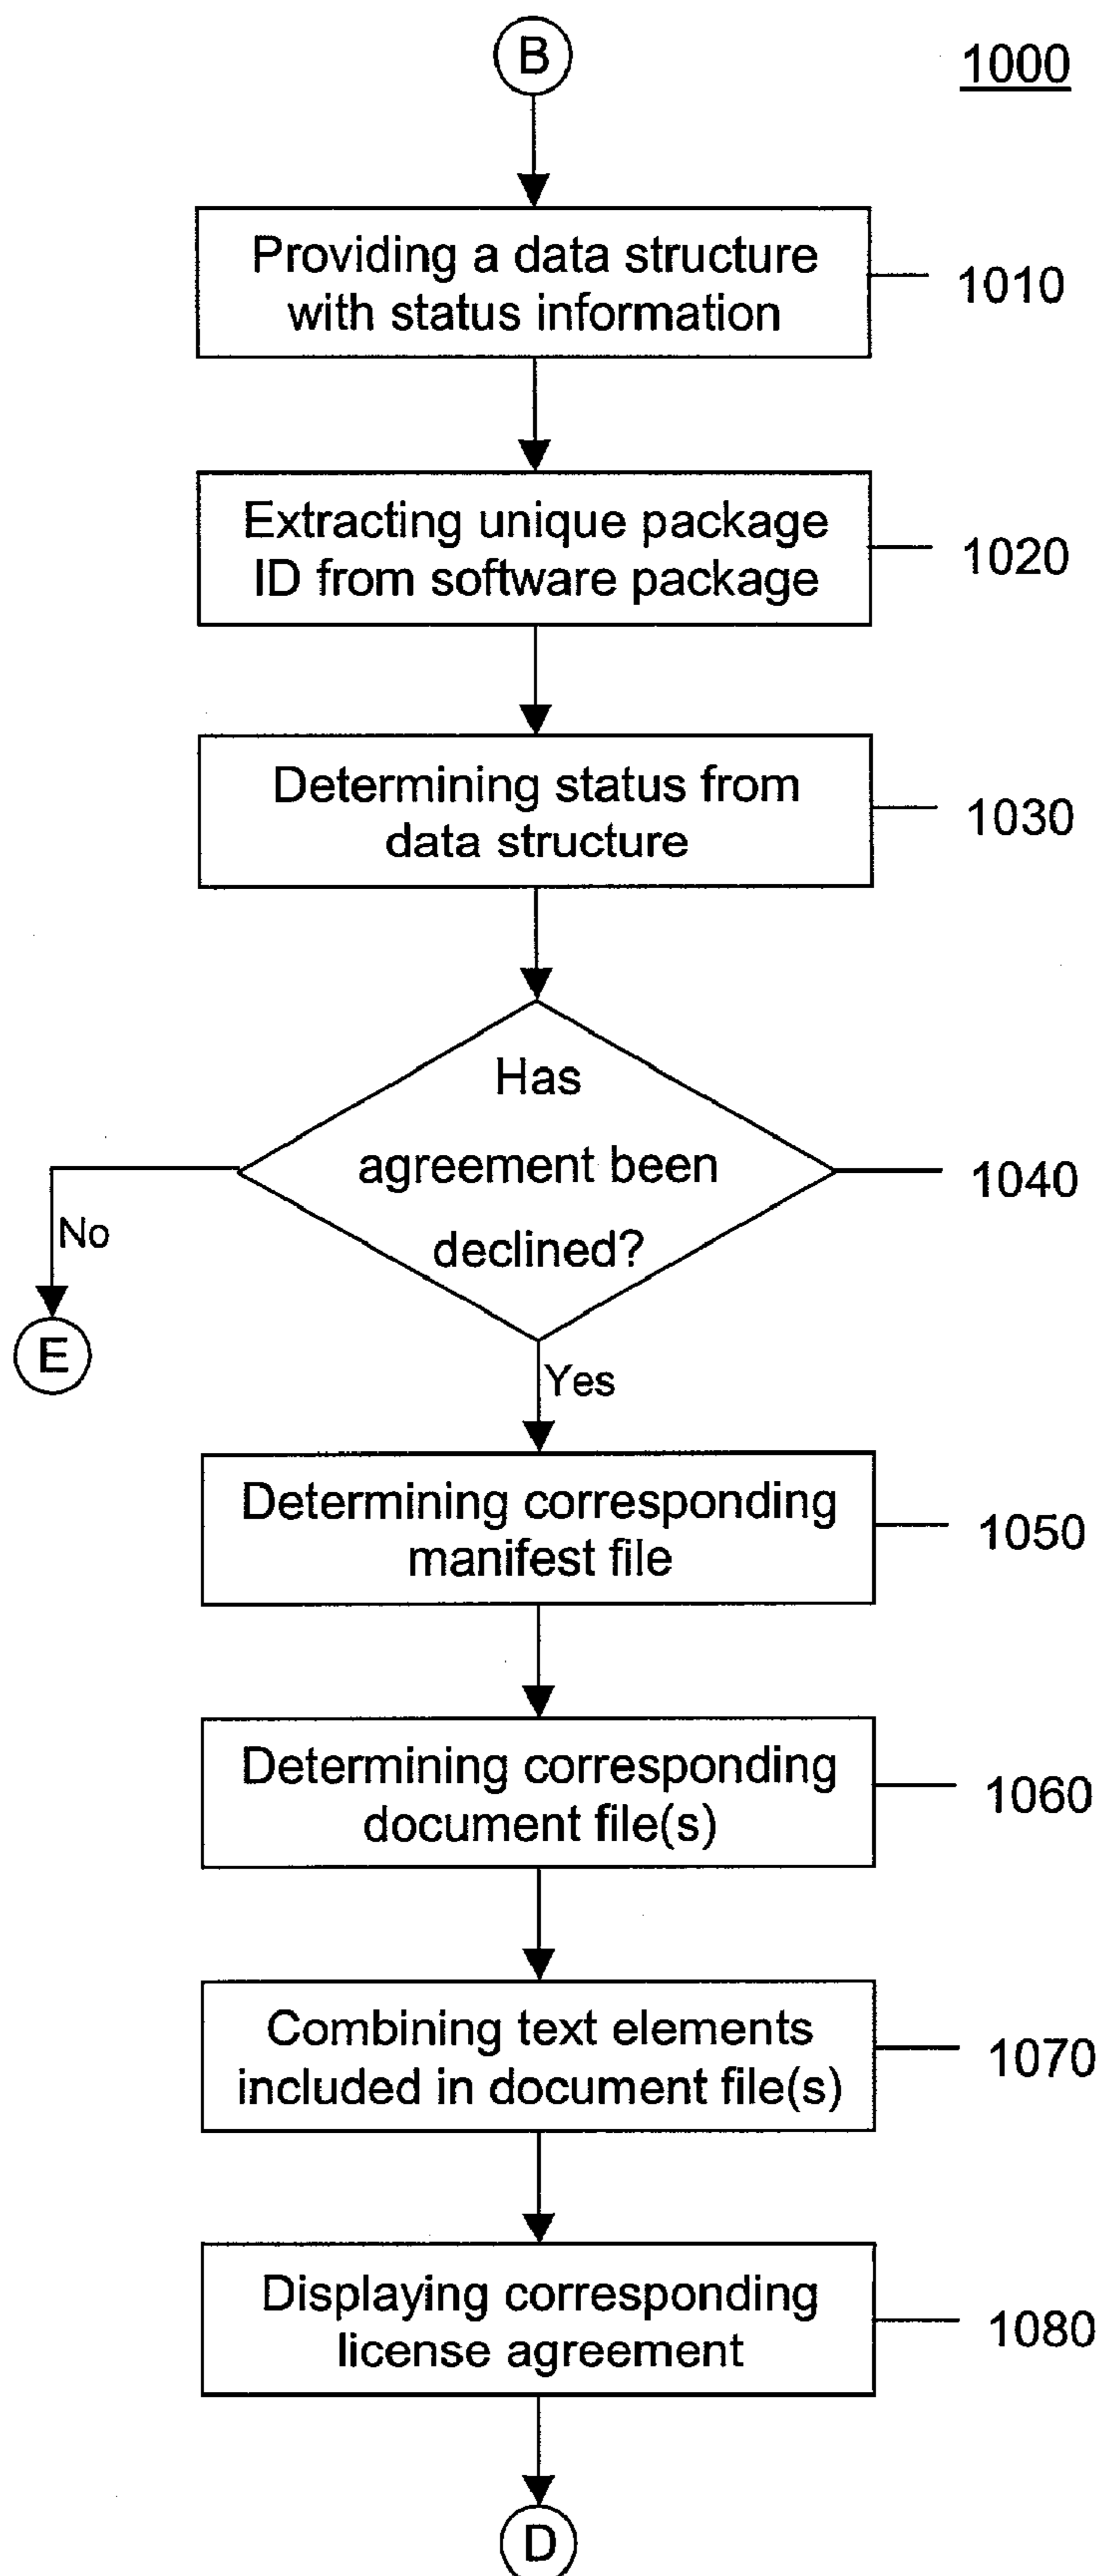 B
1000
Providing a data structure
with status information
1010
Extracting unique package
ID from software package
1020
Determining status from
data structure
1030
Has
agreement been
declined?
1040
No
E
Yes
Determining corresponding
manifest file
1050
Determining corresponding
document file(s)
1060
Combining text elements
included in document file(s)
1070
Displaying corresponding
license agreement
1080
D